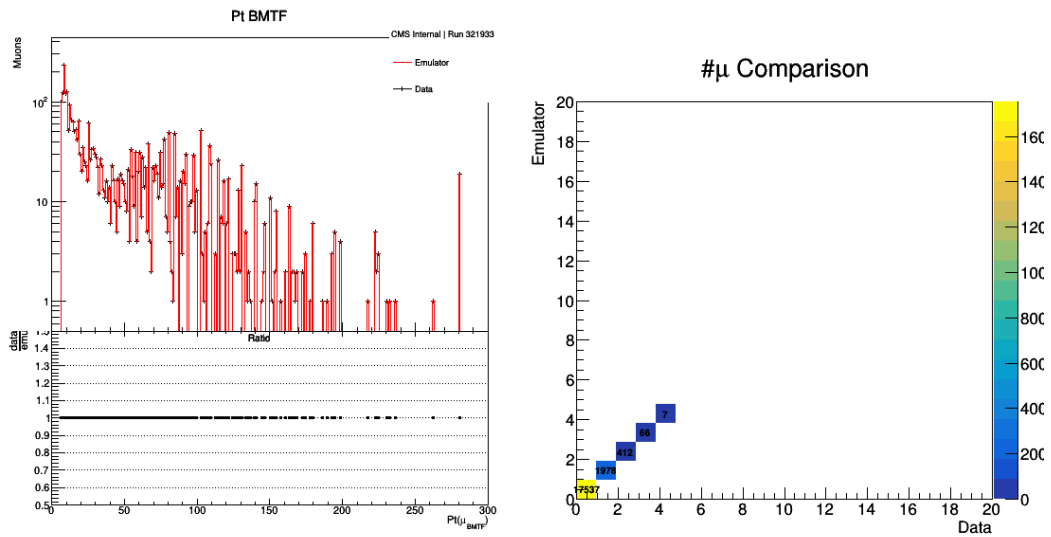 Pt BMTF
CMS Internal | Run 321933
Muons
Emulator
Data
10²
10
1
data
emu
Ratio
1.4
1.3
1.2
1.1
1
0.9
0.8
0.7
0.6
0.5
0 50 100 150 200 250 300
Pt(μBMTF)
#μ Comparison
Emulator
20
18
16
14
12
10
8
6
4
2
0
7
66
412
1978
17537
0 2 4 6 8 10 12 14 16 18 20
Data
160
140
120
100
800
600
400
200
0